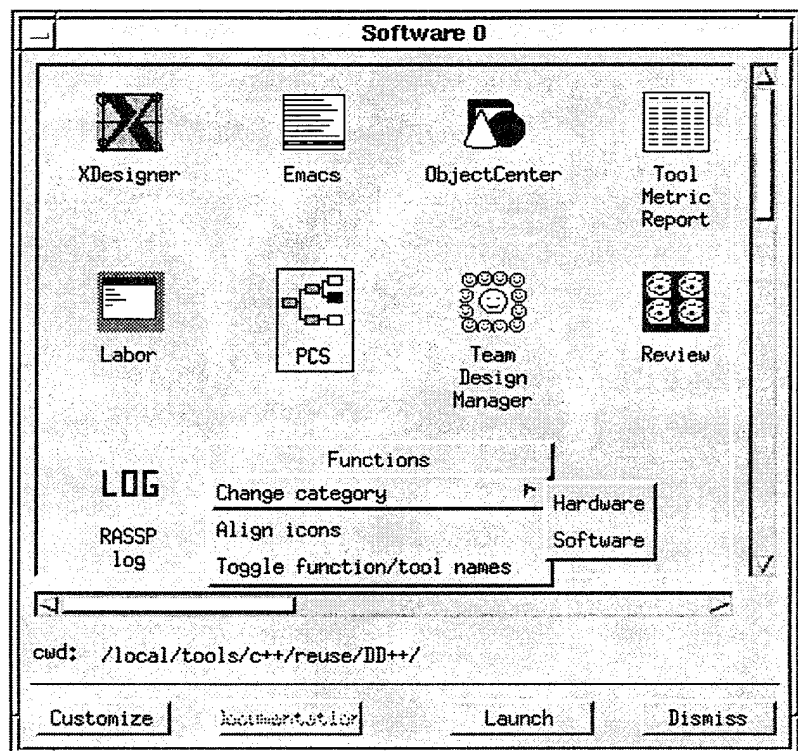 Software 0
XDesigner
Emacs
ObjectCenter
Tool
Metric
Report
Labor
PCS
Team
Design
Manager
Review
LOG
RASSP
log
Functions
Change category
Align icons
Toggle function/tool names
Hardware
Software
cwd: /local/tools/c++/reuse/DD++/
Customize
Documentation
Launch
Dismiss